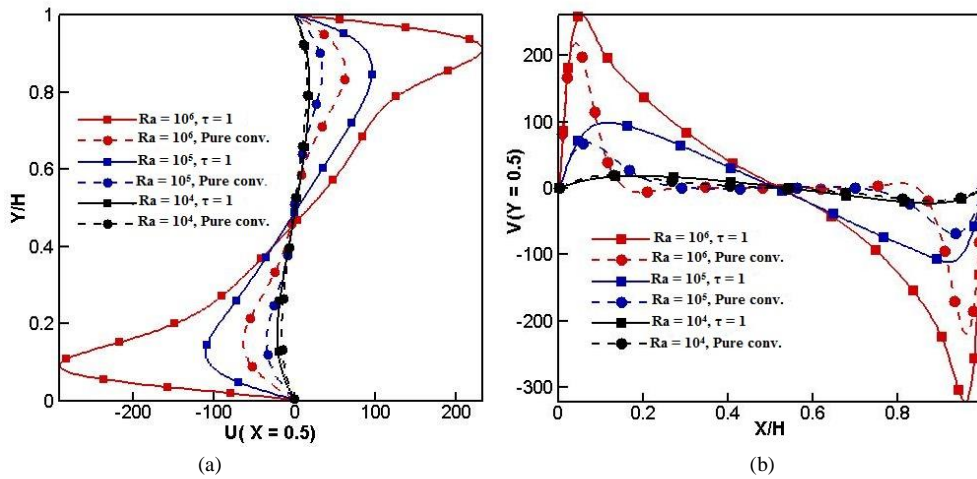 1
0.8
0.6
0.4
0.2
0
Y/H
Ra = 10⁶, τ = 1
Ra = 10⁶, Pure conv.
Ra = 10⁵, τ = 1
Ra = 10⁵, Pure conv.
Ra = 10⁴, τ = 1
Ra = 10⁴, Pure conv.
-200 -100 0 100 200
U( X = 0.5)
(a)
200
100
0
-100
-200
-300
V(Y = 0.5)
Ra = 10⁶, τ = 1
Ra = 10⁶, Pure conv.
Ra = 10⁵, τ = 1
Ra = 10⁵, Pure conv.
Ra = 10⁴, τ = 1
Ra = 10⁴, Pure conv.
0 0.2 0.4 0.6 0.8
X/H
(b)